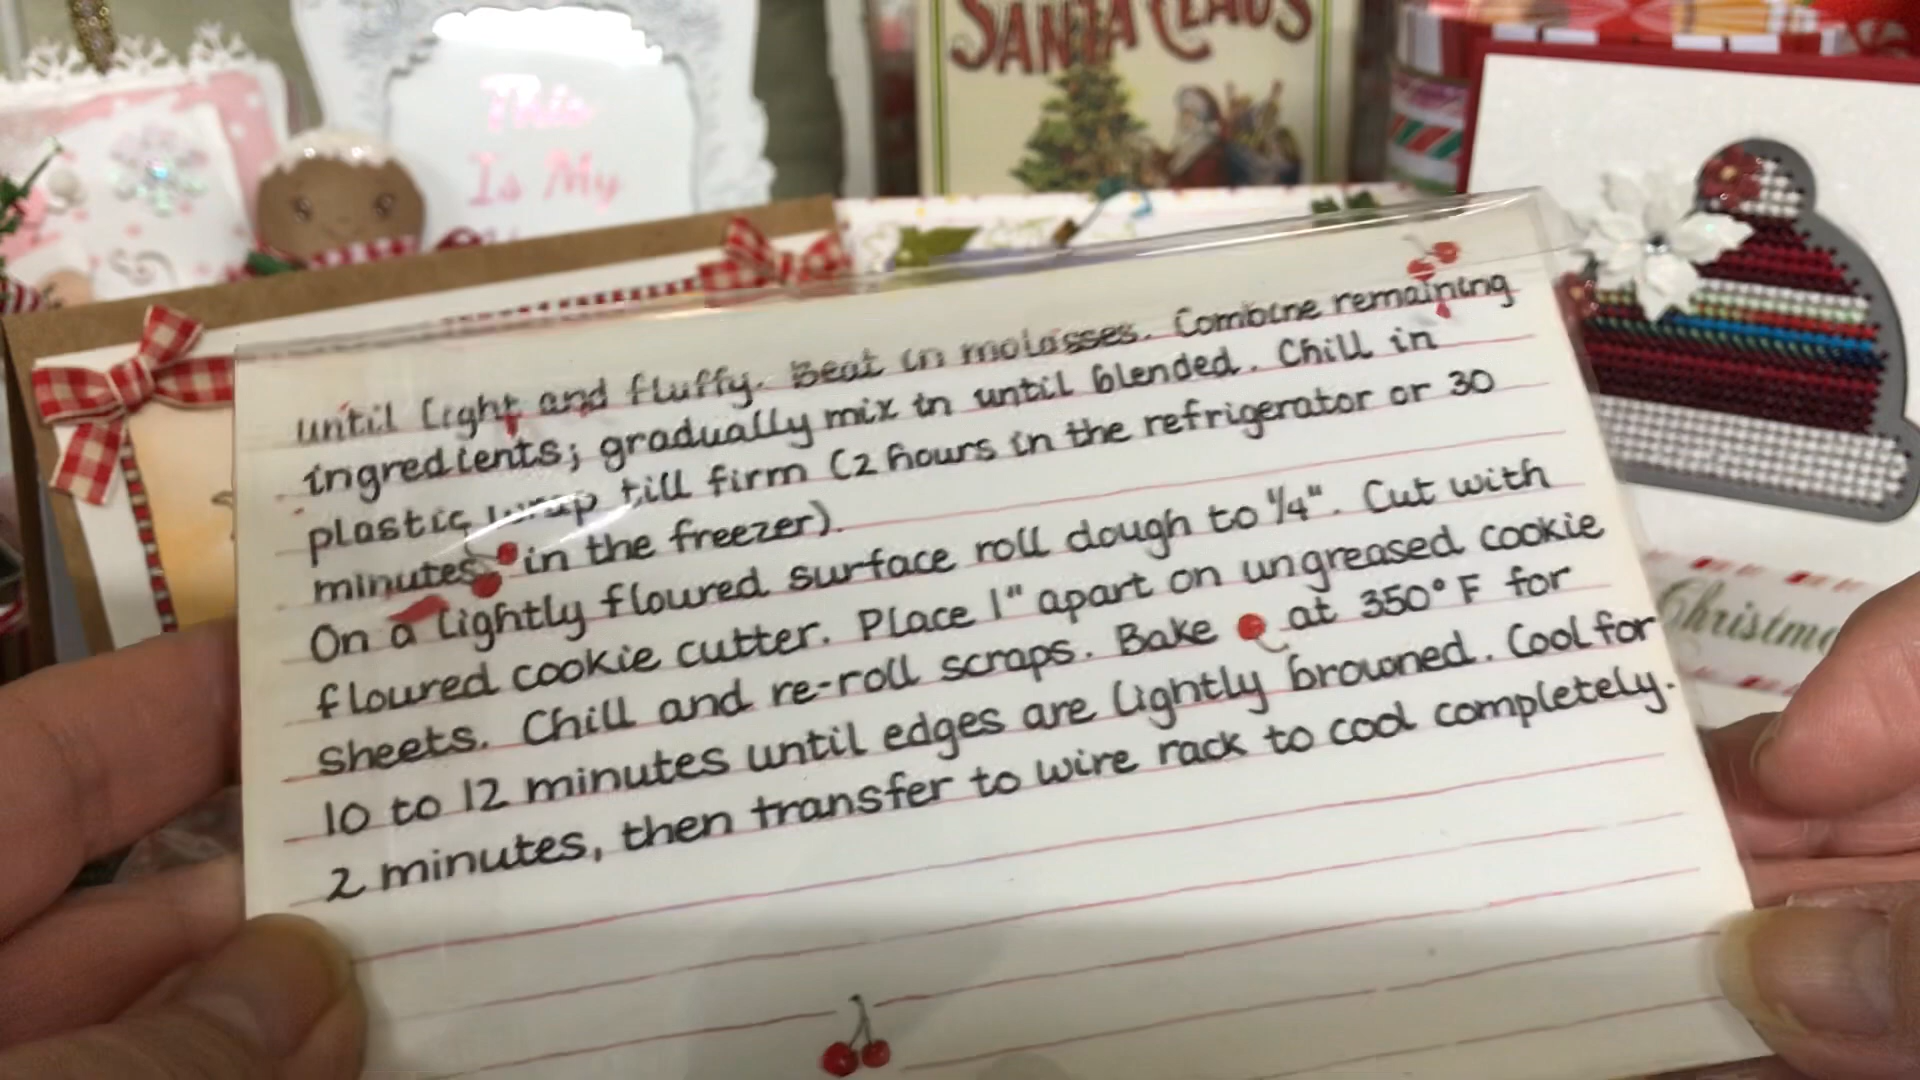 SANTA CLAUS
This
Is My
until light and fluffy. Beat in molasses. Combine remaining
ingredients; gradually mix in until blended. Chill in
plastic wrap till firm (2 hours in the refrigerator or 30
minutes in the freezer).
On a lightly floured surface roll dough to 1/4". Cut with
floured cookie cutter. Place 1" apart on ungreased cookie
sheets. Chill and re-roll scraps. Bake at 350°F for
10 to 12 minutes until edges are lightly browned. Cool for
2 minutes, then transfer to wire rack to cool completely.